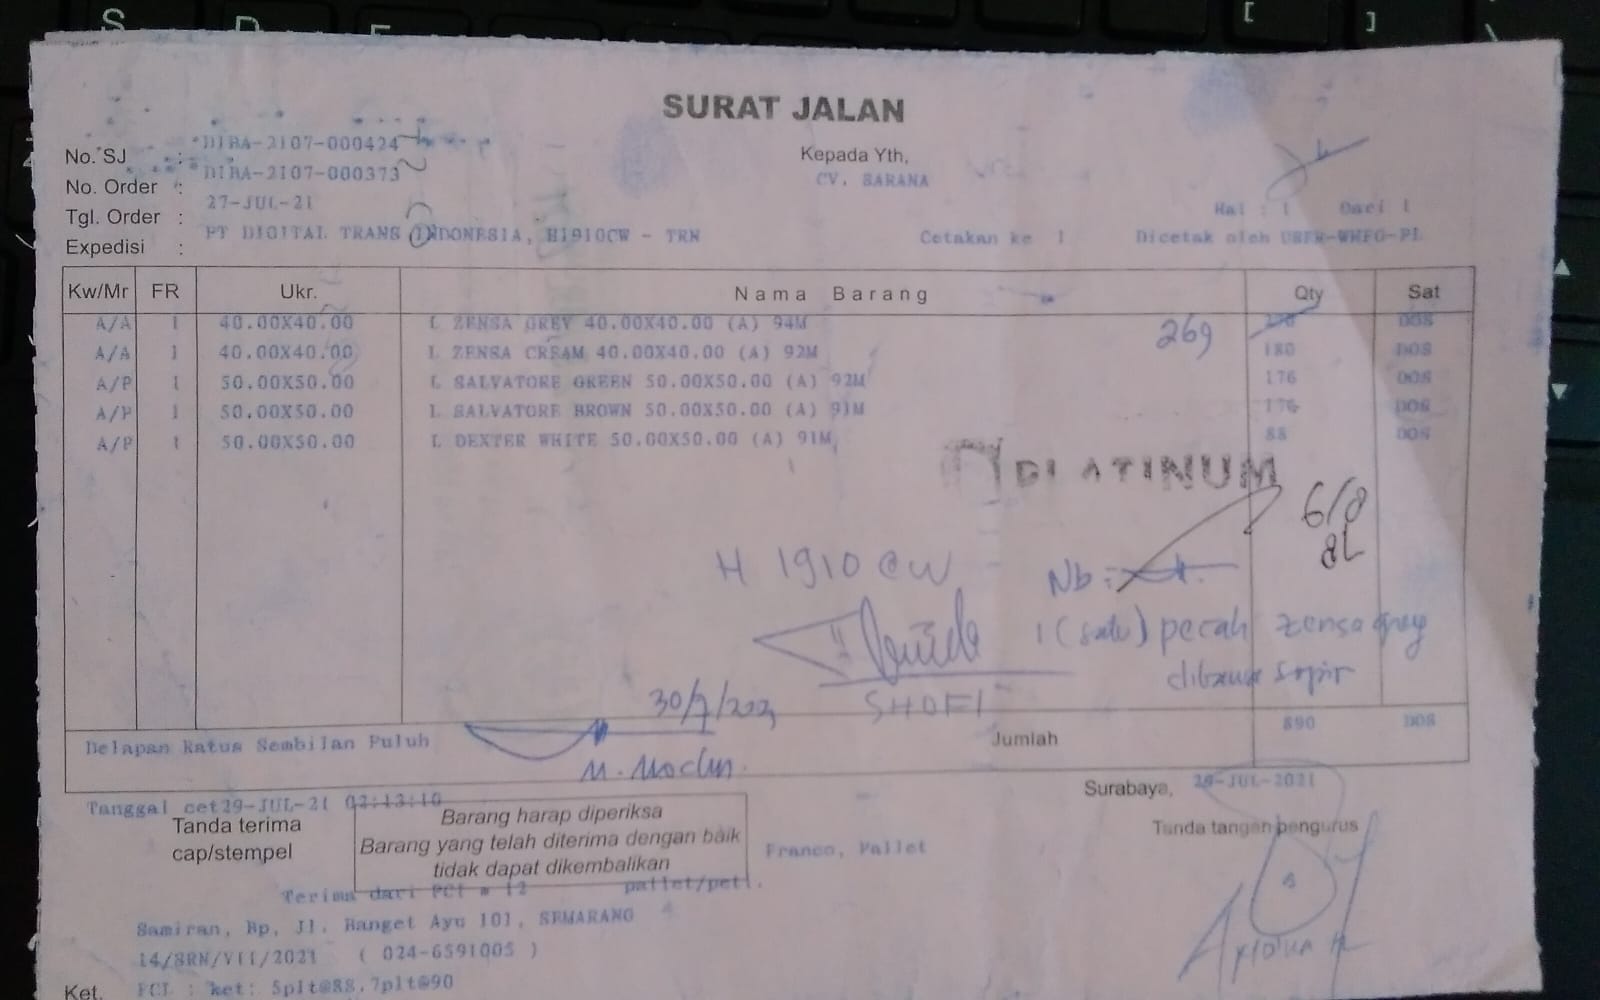 SURAT JALAN
No. SJ : DIBA-2107-000424
No. Order : DIBA-2107-000373
Tgl. Order : 27-JUL-21
Expedisi : PT DIGITAL TRANS INDONESIA, H1910CW - TRN
Kepada Yth,
CV. SARANA
Hal : 1 Dari 1
Cetakan ke 1 Dicetak oleh USER-WHFG-PL
Kw/Mr FR Ukr. Nama Barang Qty Sat
A/A 1 40.00X40.00 L ZENSA GREY 40.00X40.00 (A) 94M 269 DOS
A/A 1 40.00X40.00 L ZENSA CREAM 40.00X40.00 (A) 92M 180 DOS
A/P 1 50.00X50.00 L SALVATORE GREEN 50.00X50.00 (A) 92M 176 DOS
A/P 1 50.00X50.00 L SALVATORE BROWN 50.00X50.00 (A) 91M 176 DOS
A/P 1 50.00X50.00 L DEXTER WHITE 50.00X50.00 (A) 91M 88 DOS
PLATINUM
6/8
H 1910 CW
Nb :
1 (satu) pecah zensa grey
dibawa sopir
30/7/2021
SHOFI
Delapan Ratus Sembilan Puluh Jumlah 890 DOS
Surabaya, 29-JUL-2021
Tanggal cet29-JUL-21 02:13:10
Tanda terima
cap/stempel
Barang harap diperiksa
Barang yang telah diterima dengan baik
tidak dapat dikembalikan
Franco, Pallet
Tanda tangan pengurus
Terima dari PCI = 12 pallet/peti.
Samiran, Bp, Jl. Banget Ayu 101, SEMARANG
14/SRN/VII/2021 ( 024-6591005 )
Ket. PCL : ket: 5plt@88,7plt@90